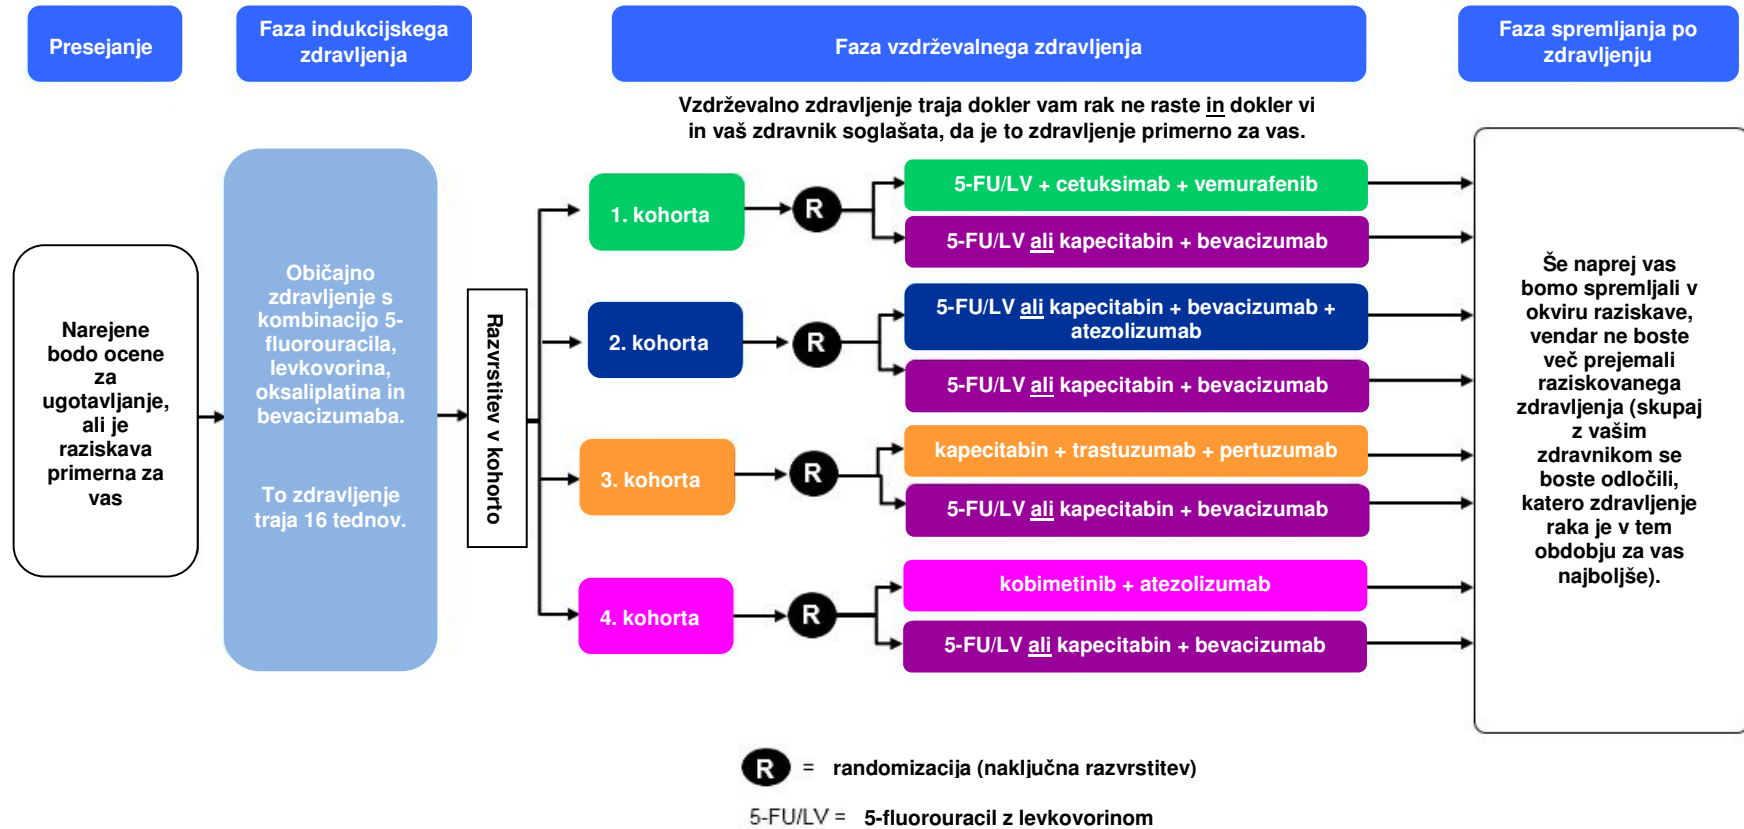 Presejanje
Faza indukcijskega
zdravljenja
Faza vzdrževalnega zdravljenja
Faza spremljanja po
zdravljenju
Vzdrževalno zdravljenje traja dokler vam rak ne raste in dokler vi
in vaš zdravnik soglašata, da je to zdravljenje primerno za vas.
Narejene
bodo ocene
za
ugotavljanje,
ali je
raziskava
primerna za
vas
Običajno
zdravljenje s
kombinacijo 5-
fluorouracila,
levkovorina,
oksaliplatina in
bevacizumaba.
To zdravljenje
traja 16 tednov.
Razvrstitev v kohorto
1. kohorta
R
5-FU/LV + cetuksimab + vemurafenib
5-FU/LV ali kapecitabin + bevacizumab
2. kohorta
R
5-FU/LV ali kapecitabin + bevacizumab +
atezolizumab
5-FU/LV ali kapecitabin + bevacizumab
3. kohorta
R
kapecitabin + trastuzumab + pertuzumab
5-FU/LV ali kapecitabin + bevacizumab
4. kohorta
R
kobimetinib + atezolizumab
5-FU/LV ali kapecitabin + bevacizumab
Še naprej vas
bomo spremljali v
okviru raziskave,
vendar ne boste
več prejemali
raziskovanega
zdravljenja (skupaj
z vašim
zdravnikom se
boste odločili,
katero zdravljenje
raka je v tem
obdobju za vas
najboljše).
R = randomizacija (naključna razvrstitev)
5-FU/LV = 5-fluorouracil z levkovorinom